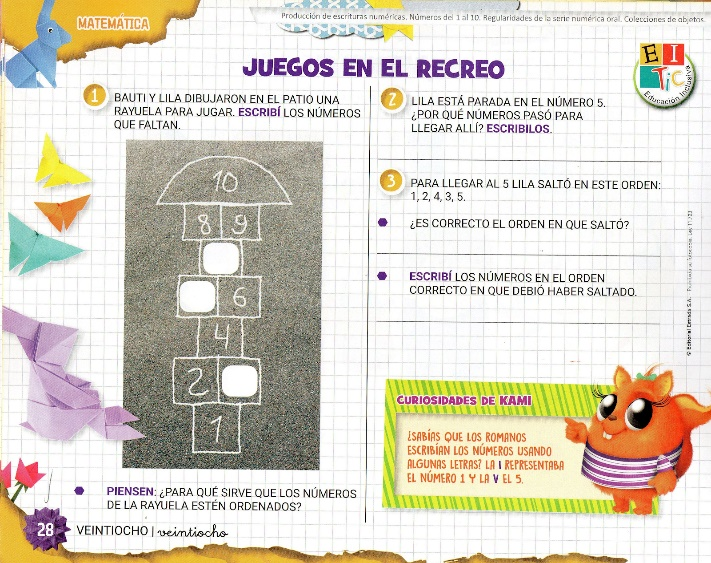 MATEMÁTICA
Producción de escrituras numéricas. Números del 1 al 10. Regularidades de la serie numérica oral. Colecciones de objetos.
JUEGOS EN EL RECREO
EI
TIC
Educación Inclusiva
1 BAUTI Y LILA DIBUJARON EN EL PATIO UNA
RAYUELA PARA JUGAR. ESCRIBÍ LOS NÚMEROS
QUE FALTAN.
10
8 9
6
4
2
1
PIENSEN: ¿PARA QUÉ SIRVE QUE LOS NÚMEROS
DE LA RAYUELA ESTÉN ORDENADOS?
2 LILA ESTÁ PARADA EN EL NÚMERO 5.
¿POR QUÉ NÚMEROS PASÓ PARA
LLEGAR ALLÍ? ESCRIBILOS.
3 PARA LLEGAR AL 5 LILA SALTÓ EN ESTE ORDEN:
1, 2, 4, 3, 5.
¿ES CORRECTO EL ORDEN EN QUE SALTÓ?
ESCRIBÍ LOS NÚMEROS EN EL ORDEN
CORRECTO EN QUE DEBIÓ HABER SALTADO.
© Editorial Estrada S.A.
CURIOSIDADES DE KAMI
¿SABÍAS QUE LOS ROMANOS
ESCRIBÍAN LOS NÚMEROS USANDO
ALGUNAS LETRAS? LA I REPRESENTABA
EL NÚMERO 1 Y LA V EL 5.
28 VEINTIOCHO | veintiocho